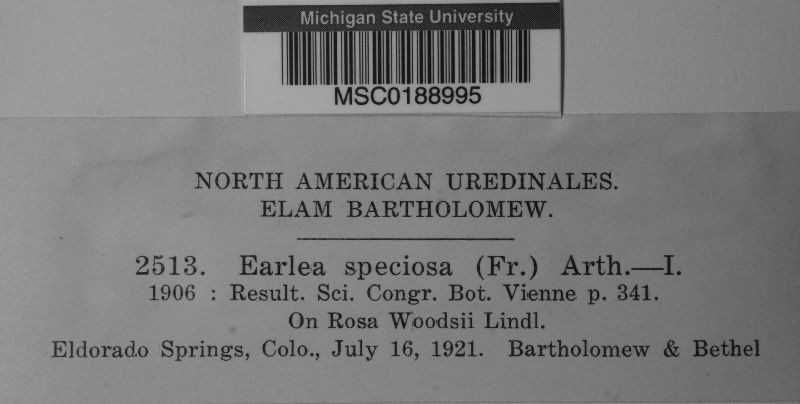 Michigan State University
MSC0188995
NORTH AMERICAN UREDINALES.
ELAM BARTHOLOMEW.
2513. Earlea speciosa (Fr.) Arth.—I.
1906 : Result. Sci. Congr. Bot. Vienne p. 341.
On Rosa Woodsii Lindl.
Eldorado Springs, Colo., July 16, 1921. Bartholomew & Bethel